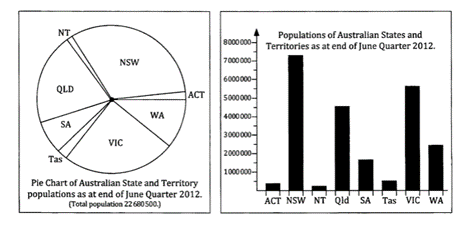 NT
NSW
QLD
ACT
WA
SA
VIC
Tas
Pie Chart of Australian State and Territory
populations as at end of June Quarter 2012.
(Total population 22 680 500.)
Populations of Australian States and
Territories as at end of June Quarter 2012.
8000000
7000000
6000000
5000000
4000000
3000000
2000000
1000000
ACT NSW NT Qld SA Tas VIC WA